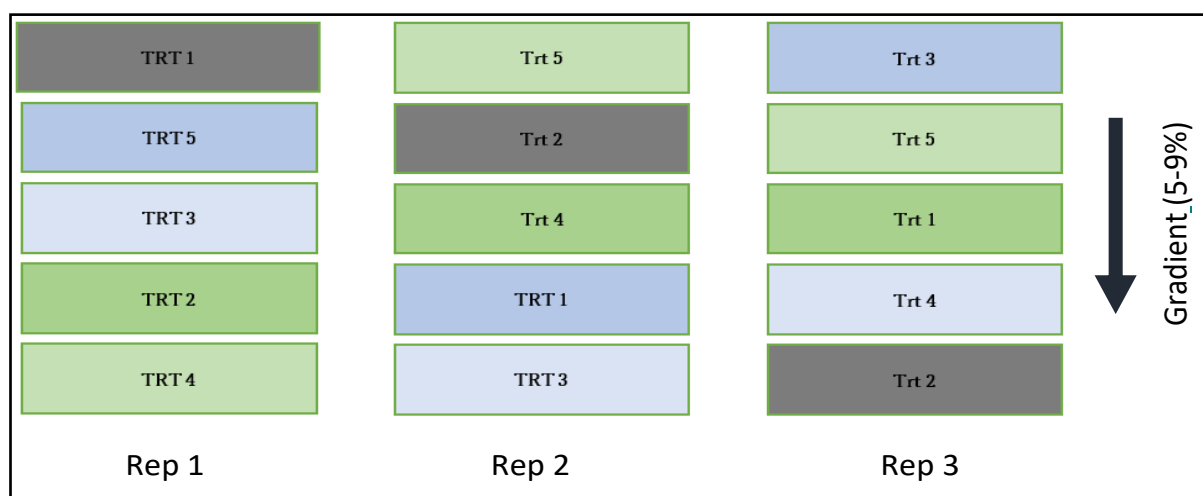 TRT 1
Trt 5
Trt 3
TRT 5
Trt 2
Trt 5
TRT 3
Trt 4
Trt 1
TRT 2
TRT 1
Trt 4
TRT 4
TRT 3
Trt 2
Rep 1
Rep 2
Rep 3
Gradient (5-9%)